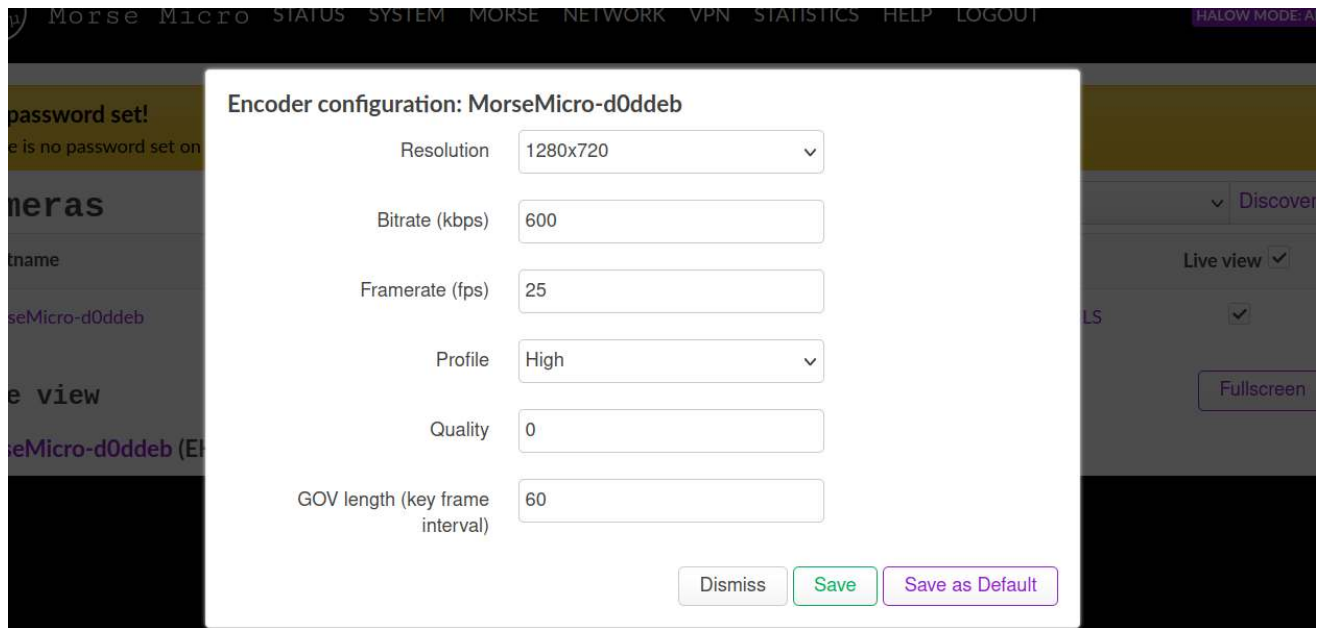 Morse Micro STATUS SYSTEM MORSE NETWORK VPN STATISTICS HELP LOGOUT HALOW MODE: A
password set!
e is no password set on
Encoder configuration: MorseMicro-d0ddeb
Resolution 1280x720
Bitrate (kbps) 600
Framerate (fps) 25
Profile High
Quality 0
GOV length (key frame
interval) 60
Dismiss Save Save as Default
meras Discover
tname Live view
seMicro-d0ddeb LS
e view Fullscreen
seMicro-d0ddeb (E